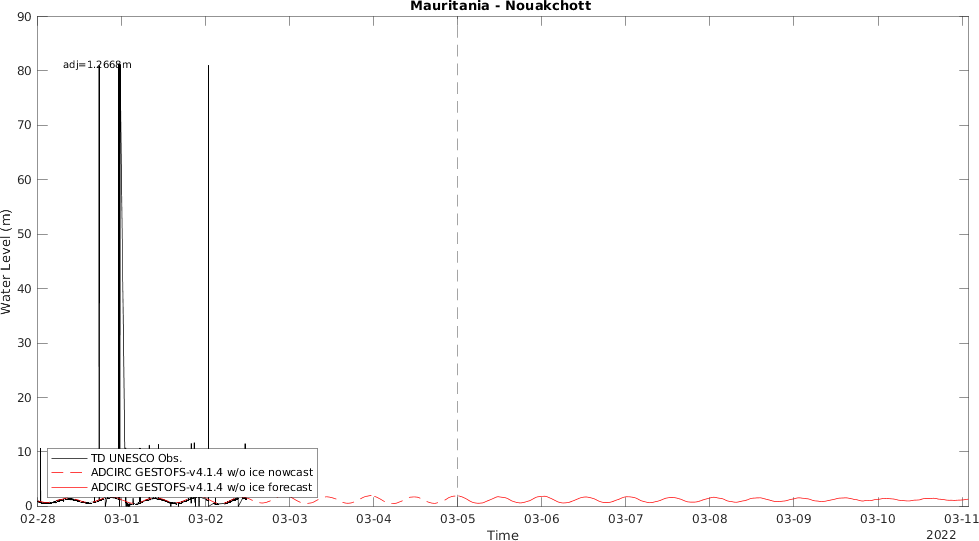 Mauritania - Nouakchott
90
80
70
60
50
40
30
20
10
0
Water Level (m)
adj=1.2668m
TD UNESCO Obs.
ADCIRC GESTOFS-v4.1.4 w/o ice nowcast
ADCIRC GESTOFS-v4.1.4 w/o ice forecast
02-28 03-01 03-02 03-03 03-04 03-05 03-06 03-07 03-08 03-09 03-10 03-11
Time
2022